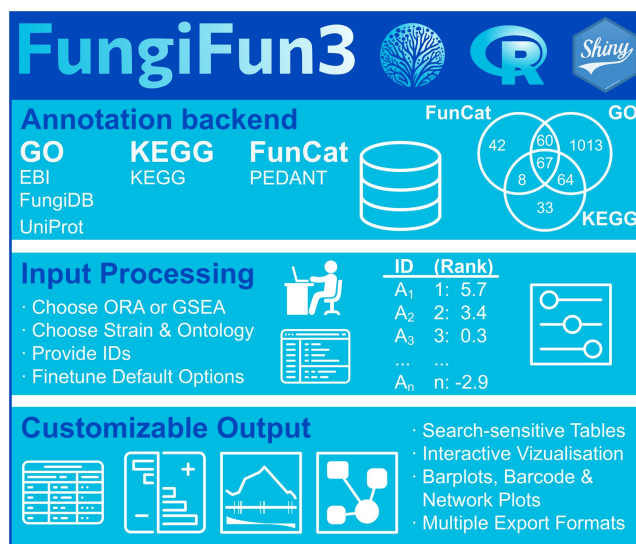 FungiFun3
R
Shiny
Annotation backend
GO KEGG FunCat
EBI KEGG PEDANT
FungiDB
UniProt
FunCat GO
42 60 1013
67
8 64
33
KEGG
Input Processing
· Choose ORA or GSEA
· Choose Strain & Ontology
· Provide IDs
· Finetune Default Options
ID (Rank)
A₁ 1: 5.7
A₂ 2: 3.4
A₃ 3: 0.3
... ...
Aₙ n: -2.9
Customizable Output
- +
· Search-sensitive Tables
· Interactive Vizualisation
· Barplots, Barcode &
Network Plots
· Multiple Export Formats